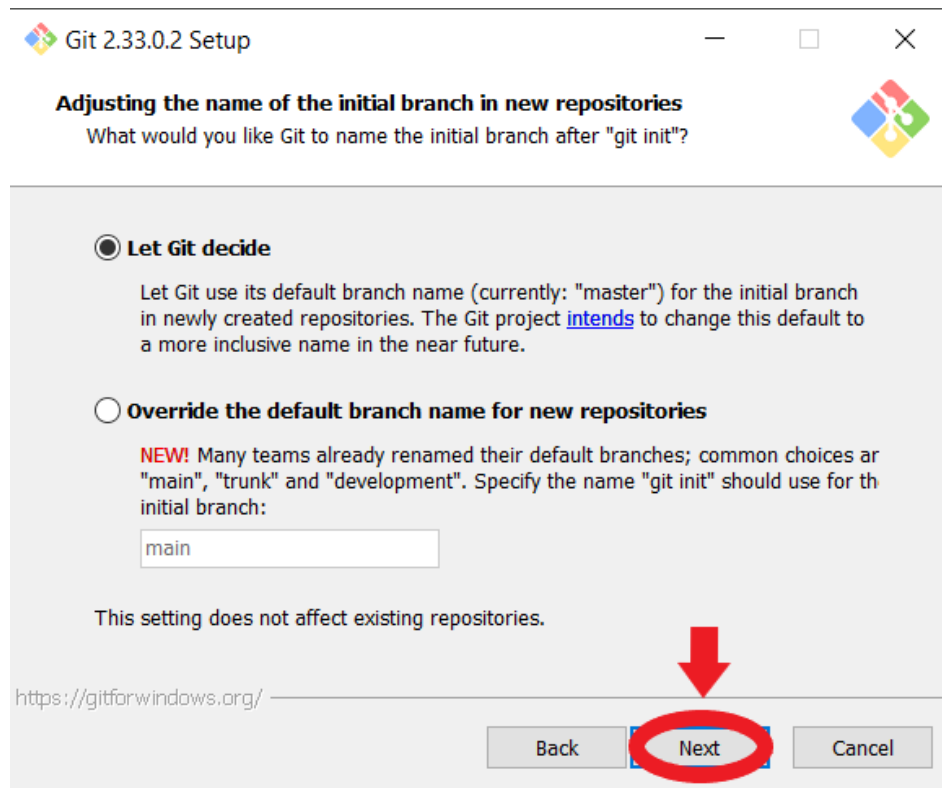 Git 2.33.0.2 Setup
Adjusting the name of the initial branch in new repositories
What would you like Git to name the initial branch after "git init"?
Let Git decide
Let Git use its default branch name (currently: "master") for the initial branch
in newly created repositories. The Git project intends to change this default to
a more inclusive name in the near future.
Override the default branch name for new repositories
NEW! Many teams already renamed their default branches; common choices ar
"main", "trunk" and "development". Specify the name "git init" should use for th
initial branch:
main
This setting does not affect existing repositories.
https://gitforwindows.org/
Back Next Cancel